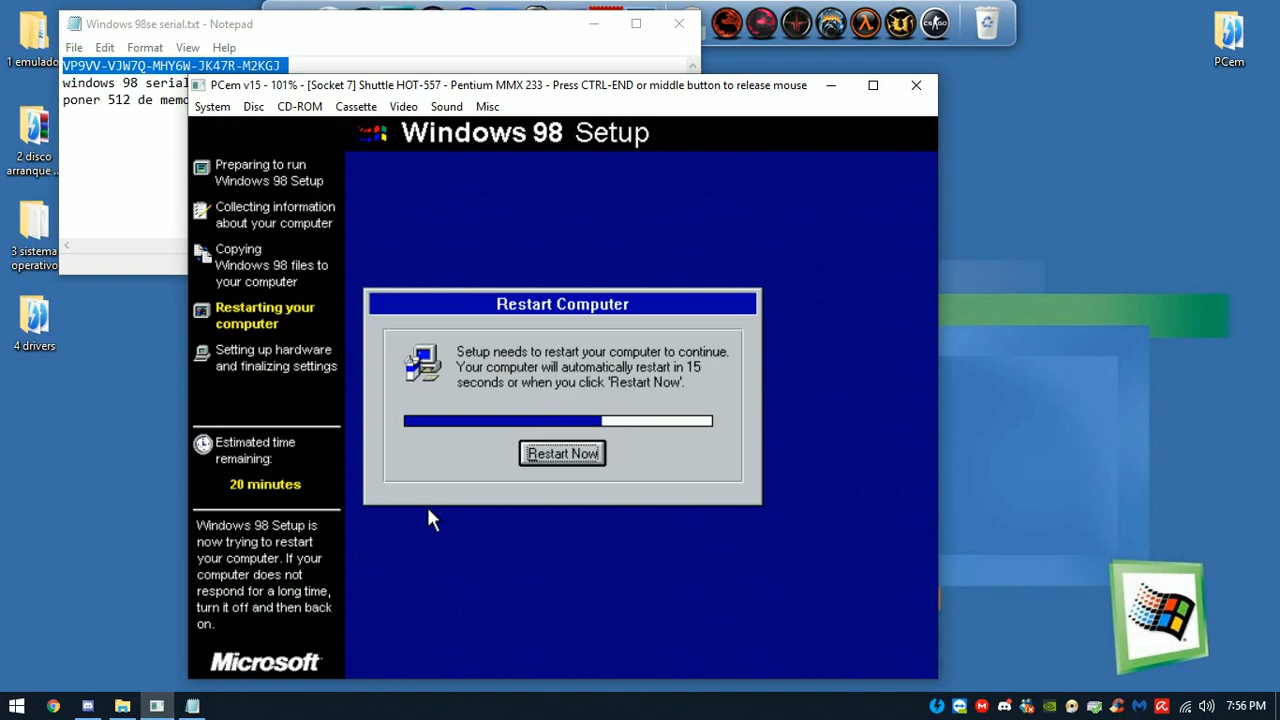 1 emulado
2 disco
arranque ..
3 sistema
operativo
4 drivers
Windows 98se serial.txt - Notepad
File Edit Format View Help
VP9VV-VJW7Q-MHY6W-JK47R-M2KGJ
windows 98 serial
poner 512 de memo
CS:GO
PCem
PCem v15 - 101% - [Socket 7] Shuttle HOT-557 - Pentium MMX 233 - Press CTRL-END or middle button to release mouse
System Disc CD-ROM Cassette Video Sound Misc
Windows 98 Setup
Preparing to run
Windows 98 Setup
Collecting information
about your computer
Copying
Windows 98 files to
your computer
Restarting your
computer
Setting up hardware
and finalizing settings
Estimated time
remaining:
20 minutes
Windows 98 Setup is
now trying to restart
your computer. If your
computer does not
respond for a long time,
turn it off and then back
on.
Microsoft
Restart Computer
Setup needs to restart your computer to continue.
Your computer will automatically restart in 15
seconds or when you click 'Restart Now'.
Restart Now
7:56 PM